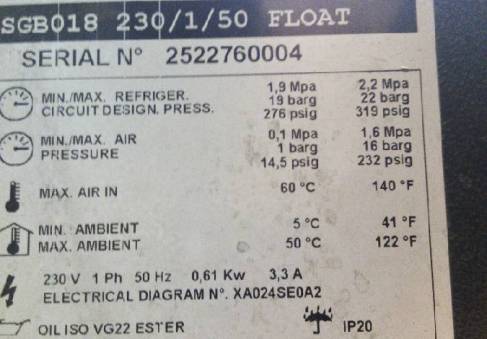 SGB018 230/1/50 FLOAT
SERIAL N° 2522760004
MIN./MAX. REFRIGER. 1,9 Mpa 2,2 Mpa
CIRCUIT DESIGN. PRESS. 19 barg 22 barg
276 psig 319 psig
MIN./MAX. AIR 0,1 Mpa 1,6 Mpa
PRESSURE 1 barg 16 barg
14,5 psig 232 psig
MAX. AIR IN 60 °C 140 °F
MIN. AMBIENT 5 °C 41 °F
MAX. AMBIENT 50 °C 122 °F
230 V 1 Ph 50 Hz 0,61 Kw 3,3 A
ELECTRICAL DIAGRAM N°. XA024SE0A2
OIL ISO VG22 ESTER IP20